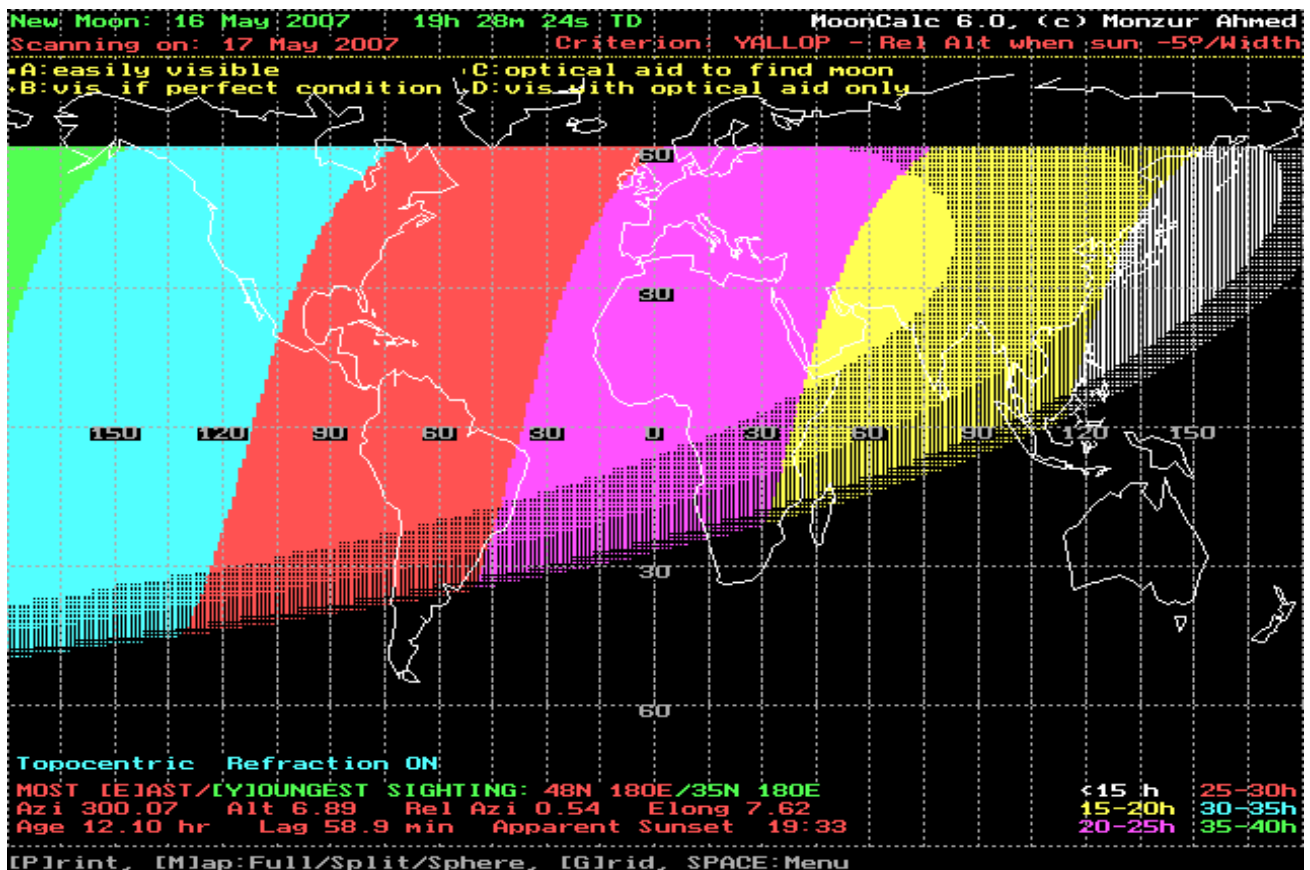 New Moon: 16 May 2007 19h 28m 24s TD MoonCalc 6.0, (c) Monzur Ahmed
Scanning on: 17 May 2007 Criterion: YALLOP - Rel Alt when sun -5º/Width
A:easily visible C:optical aid to find moon
B:vis if perfect condition D:vis with optical aid only
60
30
150 120 90 60 30 0 30 60 90 120 150
30
60
Topocentric Refraction ON
MOST [E]AST/[Y]OUNGEST SIGHTING: 48N 180E/35N 180E <15 h 25-30h
Azi 300.07 Alt 6.89 Rel Azi 0.54 Elong 7.62 15-20h 30-35h
Age 12.10 hr Lag 58.9 min Apparent Sunset 19:33 20-25h 35-40h
[P]rint, [M]ap:Full/Split/Sphere, [G]rid, SPACE:Menu